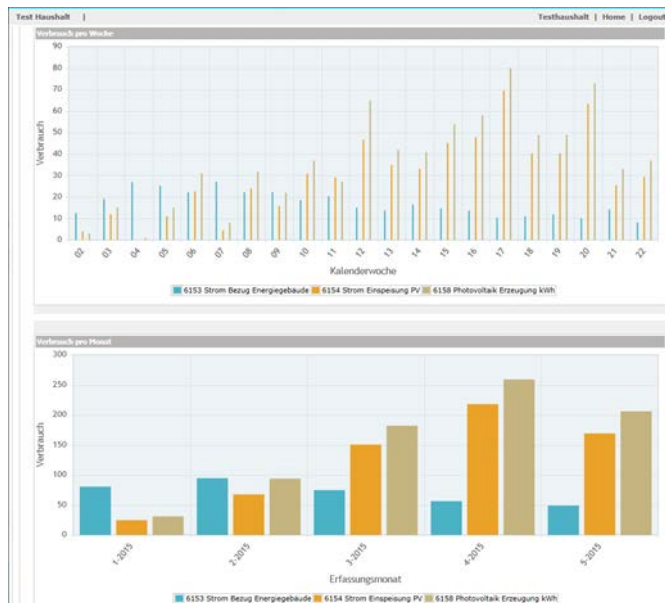 Test Haushalt |
Testhaushalt | Home | Logout
Verbrauch pro Woche
90
80
70
60
50
40
30
20
10
0
Verbrauch
02 03 04 05 06 07 08 09 10 11 12 13 14 15 16 17 18 19 20 21 22
Kalenderwoche
6153 Strom Bezug Energiegebäude 6154 Strom Einspeisung PV 6158 Photovoltaik Erzeugung kWh
Verbrauch pro Monat
300
250
200
150
100
50
0
Verbrauch
1-2015 2-2015 3-2015 4-2015 5-2015
Erfassungsmonat
6153 Strom Bezug Energiegebäude 6154 Strom Einspeisung PV 6158 Photovoltaik Erzeugung kWh